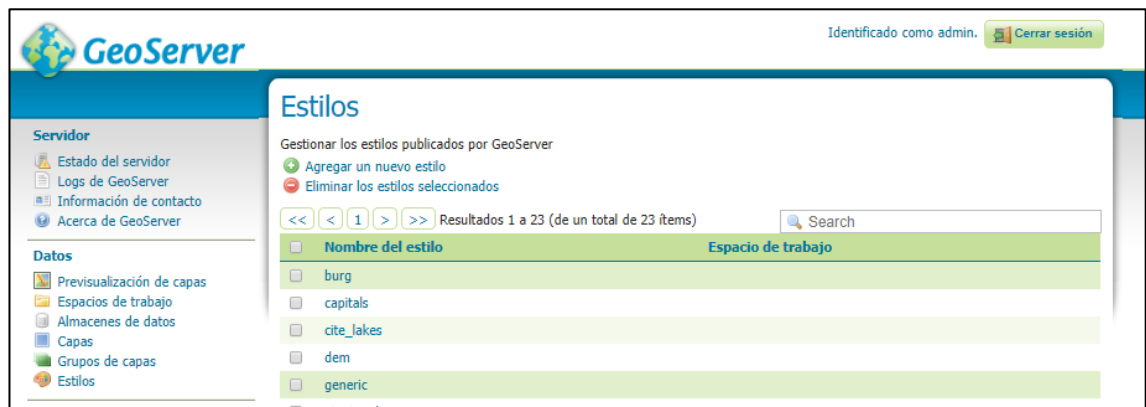 GeoServer
Identificado como admin.
Cerrar sesión
Servidor
Estado del servidor
Logs de GeoServer
Información de contacto
Acerca de GeoServer
Datos
Previsualización de capas
Espacios de trabajo
Almacenes de datos
Capas
Grupos de capas
Estilos
Estilos
Gestionar los estilos publicados por GeoServer
Agregar un nuevo estilo
Eliminar los estilos seleccionados
<< < 1 > >> Resultados 1 a 23 (de un total de 23 ítems) Search
Nombre del estilo Espacio de trabajo
burg
capitals
cite_lakes
dem
generic